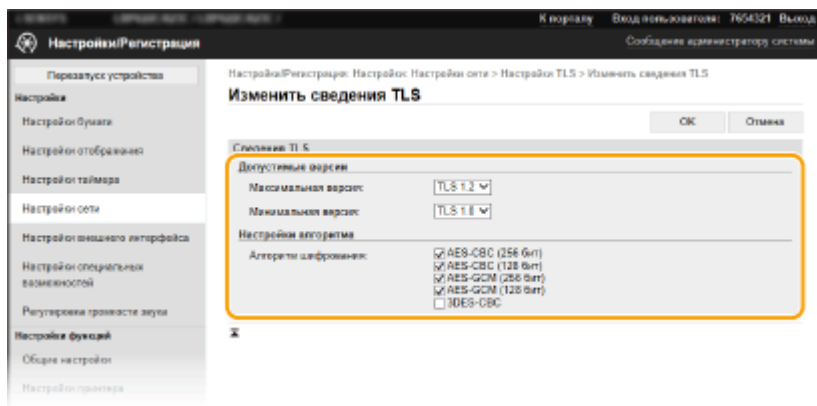 К порталу Вход пользователя: 7654321 Выход
Настройки/Регистрация
Сообщение администратору системы
Перезапуск устройства
Настройки/Регистрация: Настройки: Настройки сети > Настройки TLS > Изменить сведения TLS
Настройки
Изменить сведения TLS
Настройки бумаги
OK Отмена
Настройки отображения
Сведения TLS
Допустимые версии
Настройки таймера
Максимальная версия: TLS 1.2
Настройки сети
Минимальная версия: TLS 1.0
Настройки внешнего интерфейса
Настройки алгоритма
Алгоритм шифрования: AES-CBC (256 бит)
AES-CBC (128 бит)
AES-GCM (256 бит)
AES-GCM (128 бит)
3DES-CBC
Настройки специальных
возможностей
Регулировка громкости звука
Настройки функций
Общие настройки
Настройки принтера